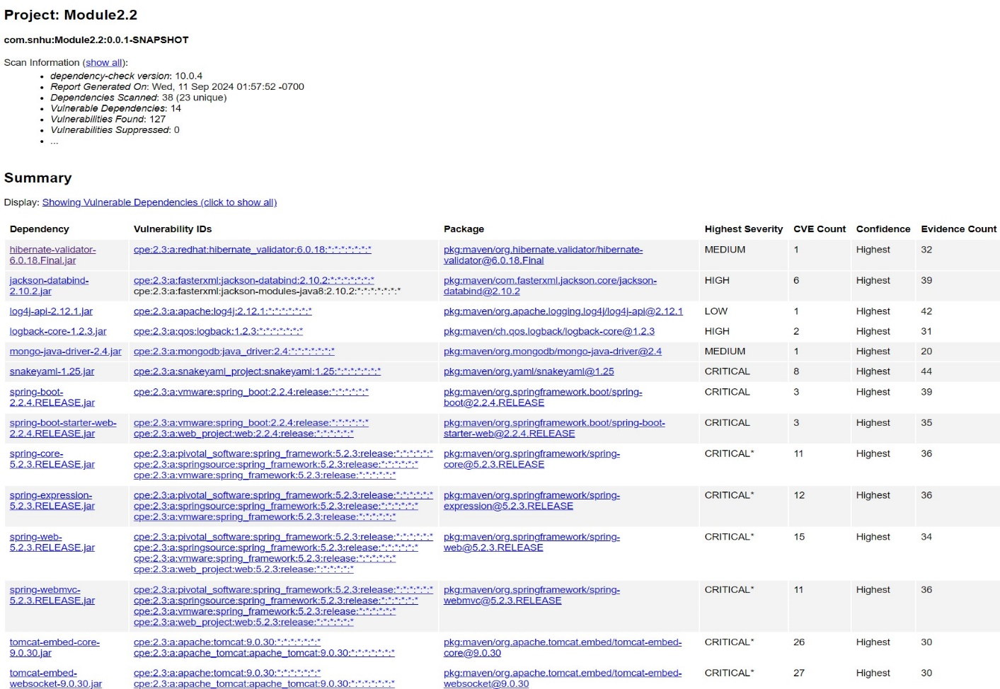 Project: Module2.2
com.snhu:Module2.2:0.0.1-SNAPSHOT
Scan Information (show all):
• dependency-check version: 10.0.4
• Report Generated On: Wed, 11 Sep 2024 01:57:52 -0700
• Dependencies Scanned: 38 (23 unique)
• Vulnerable Dependencies: 14
• Vulnerabilities Found: 127
• Vulnerabilities Suppressed: 0
• ...
Summary
Display: Showing Vulnerable Dependencies (click to show all)
Dependency Vulnerability IDs Package Highest Severity CVE Count Confidence Evidence Count
hibernate-validator- cpe:2.3:a:redhat:hibernate_validator:6.0.18:*:*:*:*:*:*:* pkg:maven/org.hibernate.validator/hibernate- MEDIUM 1 Highest 32
6.0.18.Final.jar validator@6.0.18.Final
jackson-databind- cpe:2.3:a:fasterxml:jackson-databind:2.10.2:*:*:*:*:*:*:* pkg:maven/com.fasterxml.jackson.core/jackson- HIGH 6 Highest 39
2.10.2.jar cpe:2.3:a:fasterxml:jackson-modules-java8:2.10.2:*:*:*:*:*:*:* databind@2.10.2
log4j-api-2.12.1.jar cpe:2.3:a:apache:log4j:2.12.1:*:*:*:*:*:*:* pkg:maven/org.apache.logging.log4j/log4j-api@2.12.1 LOW 1 Highest 42
logback-core-1.2.3.jar cpe:2.3:a:qos:logback:1.2.3:*:*:*:*:*:*:* pkg:maven/ch.qos.logback/logback-core@1.2.3 HIGH 2 Highest 31
mongo-java-driver-2.4.jar cpe:2.3:a:mongodb:java_driver:2.4:*:*:*:*:*:*:* pkg:maven/org.mongodb/mongo-java-driver@2.4 MEDIUM 1 Highest 20
snakeyaml-1.25.jar cpe:2.3:a:snakeyaml_project:snakeyaml:1.25:*:*:*:*:*:*:* pkg:maven/org.yaml/snakeyaml@1.25 CRITICAL 8 Highest 44
spring-boot- cpe:2.3:a:vmware:spring_boot:2.2.4:release:*:*:*:*:*:* pkg:maven/org.springframework.boot/spring- CRITICAL 3 Highest 39
2.2.4.RELEASE.jar boot@2.2.4.RELEASE
spring-boot-starter-web- cpe:2.3:a:vmware:spring_boot:2.2.4:release:*:*:*:*:*:* pkg:maven/org.springframework.boot/spring-boot- CRITICAL 3 Highest 35
2.2.4.RELEASE.jar cpe:2.3:a:web_project:web:2.2.4:release:*:*:*:*:*:* starter-web@2.2.4.RELEASE
spring-core- cpe:2.3:a:pivotal_software:spring_framework:5.2.3:release:*:*:*:*:*:* pkg:maven/org.springframework/spring- CRITICAL* 11 Highest 36
5.2.3.RELEASE.jar cpe:2.3:a:springsource:spring_framework:5.2.3:release:*:*:*:*:*:* core@5.2.3.RELEASE
cpe:2.3:a:vmware:spring_framework:5.2.3:release:*:*:*:*:*:*
spring-expression- cpe:2.3:a:pivotal_software:spring_framework:5.2.3:release:*:*:*:*:*:* pkg:maven/org.springframework/spring- CRITICAL* 12 Highest 36
5.2.3.RELEASE.jar cpe:2.3:a:springsource:spring_framework:5.2.3:release:*:*:*:*:*:* expression@5.2.3.RELEASE
cpe:2.3:a:vmware:spring_framework:5.2.3:release:*:*:*:*:*:*
spring-web- cpe:2.3:a:pivotal_software:spring_framework:5.2.3:release:*:*:*:*:*:* pkg:maven/org.springframework/spring- CRITICAL* 15 Highest 34
5.2.3.RELEASE.jar cpe:2.3:a:springsource:spring_framework:5.2.3:release:*:*:*:*:*:* web@5.2.3.RELEASE
cpe:2.3:a:vmware:spring_framework:5.2.3:release:*:*:*:*:*:*
cpe:2.3:a:web_project:web:5.2.3:release:*:*:*:*:*:*
spring-webmvc- cpe:2.3:a:pivotal_software:spring_framework:5.2.3:release:*:*:*:*:*:* pkg:maven/org.springframework/spring- CRITICAL* 11 Highest 36
5.2.3.RELEASE.jar cpe:2.3:a:springsource:spring_framework:5.2.3:release:*:*:*:*:*:* webmvc@5.2.3.RELEASE
cpe:2.3:a:vmware:spring_framework:5.2.3:release:*:*:*:*:*:*
cpe:2.3:a:web_project:web:5.2.3:release:*:*:*:*:*:*
tomcat-embed-core- cpe:2.3:a:apache:tomcat:9.0.30:*:*:*:*:*:*:* pkg:maven/org.apache.tomcat.embed/tomcat-embed- CRITICAL* 26 Highest 30
9.0.30.jar cpe:2.3:a:apache_tomcat:apache_tomcat:9.0.30:*:*:*:*:*:*:* core@9.0.30
tomcat-embed- cpe:2.3:a:apache:tomcat:9.0.30:*:*:*:*:*:*:* pkg:maven/org.apache.tomcat.embed/tomcat-embed- CRITICAL* 27 Highest 30
websocket-9.0.30.jar cpe:2.3:a:apache_tomcat:apache_tomcat:9.0.30:*:*:*:*:*:*:* websocket@9.0.30